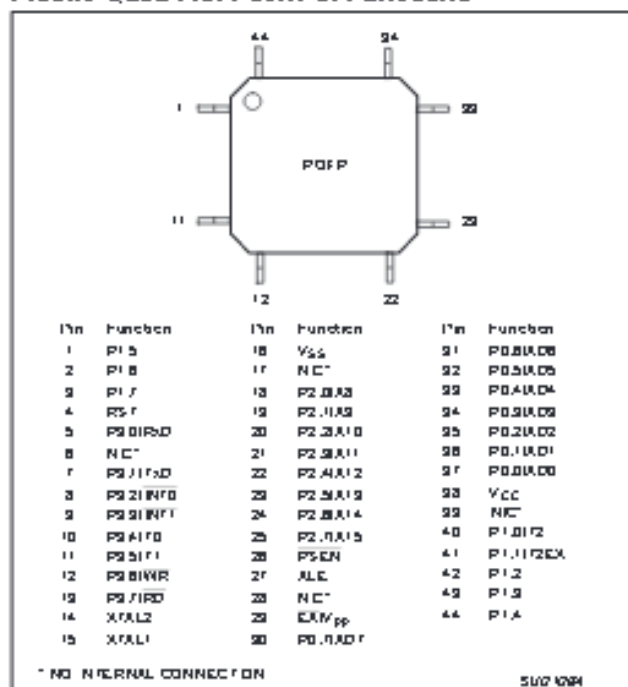 44 34
1 33
PQFP
11 23
12 22
Pin Function Pin Function Pin Function
1 P1.5 16 VSS 31 P0.6/AD6
2 P1.6 17 NIC* 32 P0.5/AD5
3 P1.7 18 P2.0/A8 33 P0.4/AD4
4 RST 19 P2.1/A9 34 P0.3/AD3
5 P3.0/RxD 20 P2.2/A10 35 P0.2/AD2
6 NIC* 21 P2.3/A11 36 P0.1/AD1
7 P3.1/TxD 22 P2.4/A12 37 P0.0/AD0
8 P3.2/INT0 23 P2.5/A13 38 VCC
9 P3.3/INT1 24 P2.6/A14 39 NIC*
10 P3.4/T0 25 P2.7/A15 40 P1.0/T2
11 P3.5/T1 26 PSEN 41 P1.1/T2EX
12 P3.6/WR 27 ALE 42 P1.2
13 P3.7/RD 28 NIC* 43 P1.3
14 XTAL2 29 EA/VPP 44 P1.4
15 XTAL1 30 P0.7/AD7
* NO INTERNAL CONNECTION